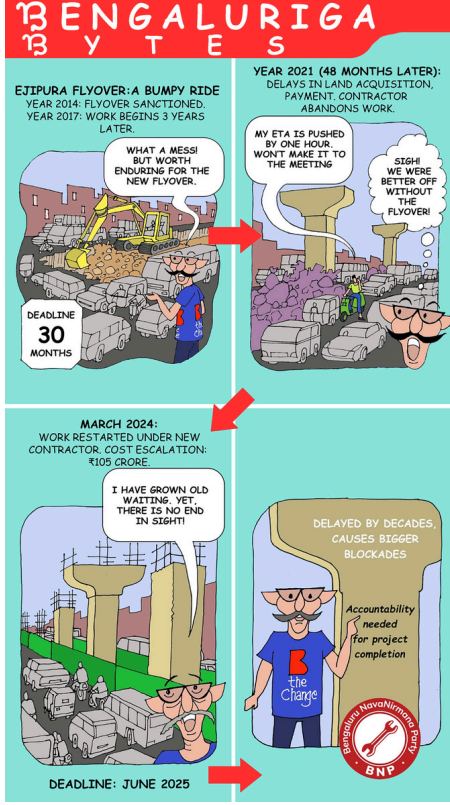 BENGALURIGA
BYTES
EJIPURA FLYOVER:A BUMPY RIDE
YEAR 2014: FLYOVER SANCTIONED.
YEAR 2017: WORK BEGINS 3 YEARS
LATER.
WHAT A MESS!
BUT WORTH
ENDURING FOR THE
NEW FLYOVER.
DEADLINE
30
MONTHS
B
the
Ch
YEAR 2021 (48 MONTHS LATER):
DELAYS IN LAND ACQUISITION,
PAYMENT. CONTRACTOR
ABANDONS WORK.
MY ETA IS PUSHED
BY ONE HOUR.
WON'T MAKE IT TO
THE MEETING
SIGH!
WE WERE
BETTER OFF
WITHOUT
THE
FLYOVER!
MARCH 2024:
WORK RESTARTED UNDER NEW
CONTRACTOR. COST ESCALATION:
₹105 CRORE.
I HAVE GROWN OLD
WAITING. YET,
THERE IS NO END
IN SIGHT!
DEADLINE: JUNE 2025
DELAYED BY DECADES,
CAUSES BIGGER
BLOCKADES
Accountability
needed
for project
completion
B
the
Change
Bengaluru NavaNirmana Party
BNP